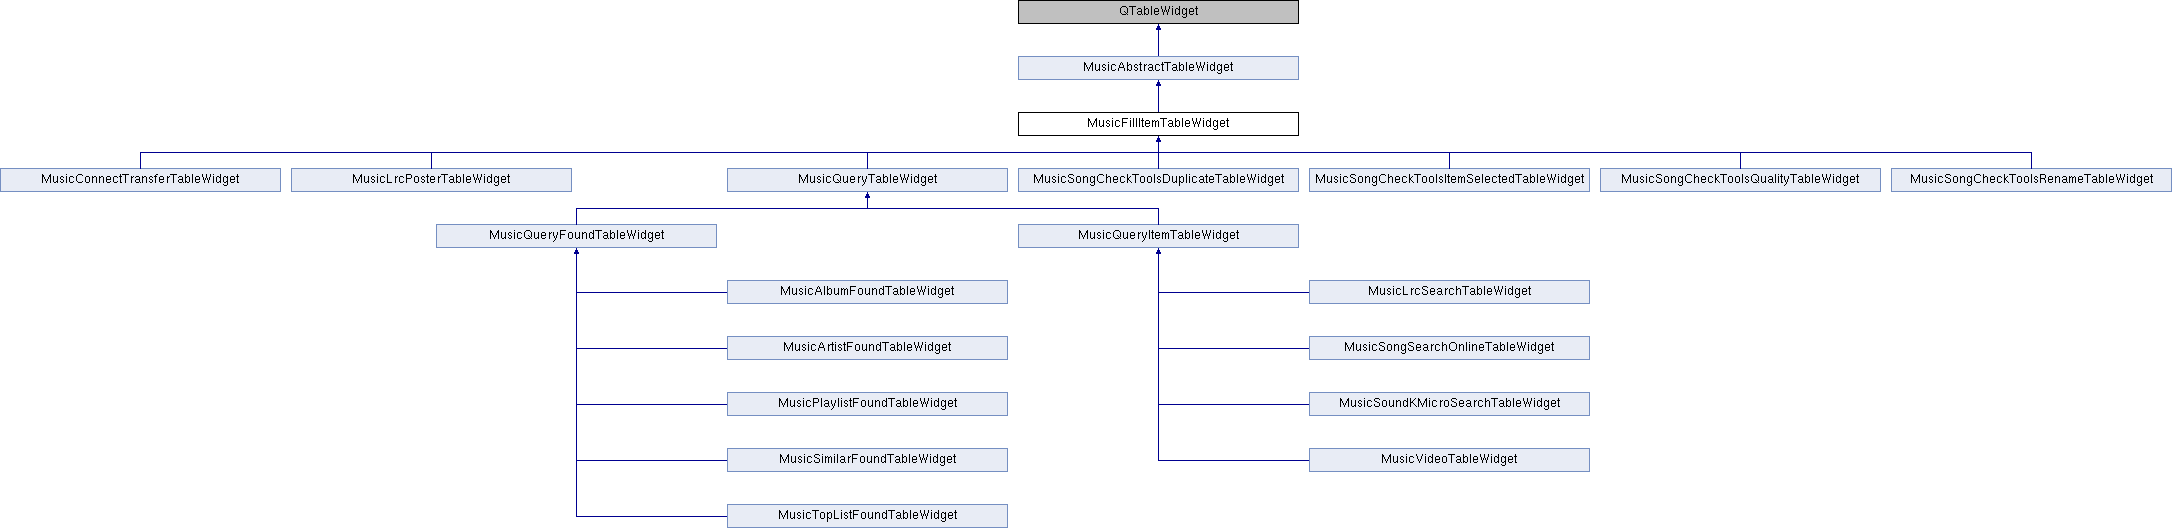 QTableWidget
MusicAbstractTableWidget
MusicFillItemTableWidget
MusicConnectTransferTableWidget
MusicLrcPosterTableWidget
MusicQueryTableWidget
MusicSongCheckToolsDuplicateTableWidget
MusicSongCheckToolsItemSelectedTableWidget
MusicSongCheckToolsQualityTableWidget
MusicSongCheckToolsRenameTableWidget
MusicQueryFoundTableWidget
MusicQueryItemTableWidget
MusicAlbumFoundTableWidget
MusicLrcSearchTableWidget
MusicArtistFoundTableWidget
MusicSongSearchOnlineTableWidget
MusicPlaylistFoundTableWidget
MusicSoundKMicroSearchTableWidget
MusicSimilarFoundTableWidget
MusicVideoTableWidget
MusicTopListFoundTableWidget